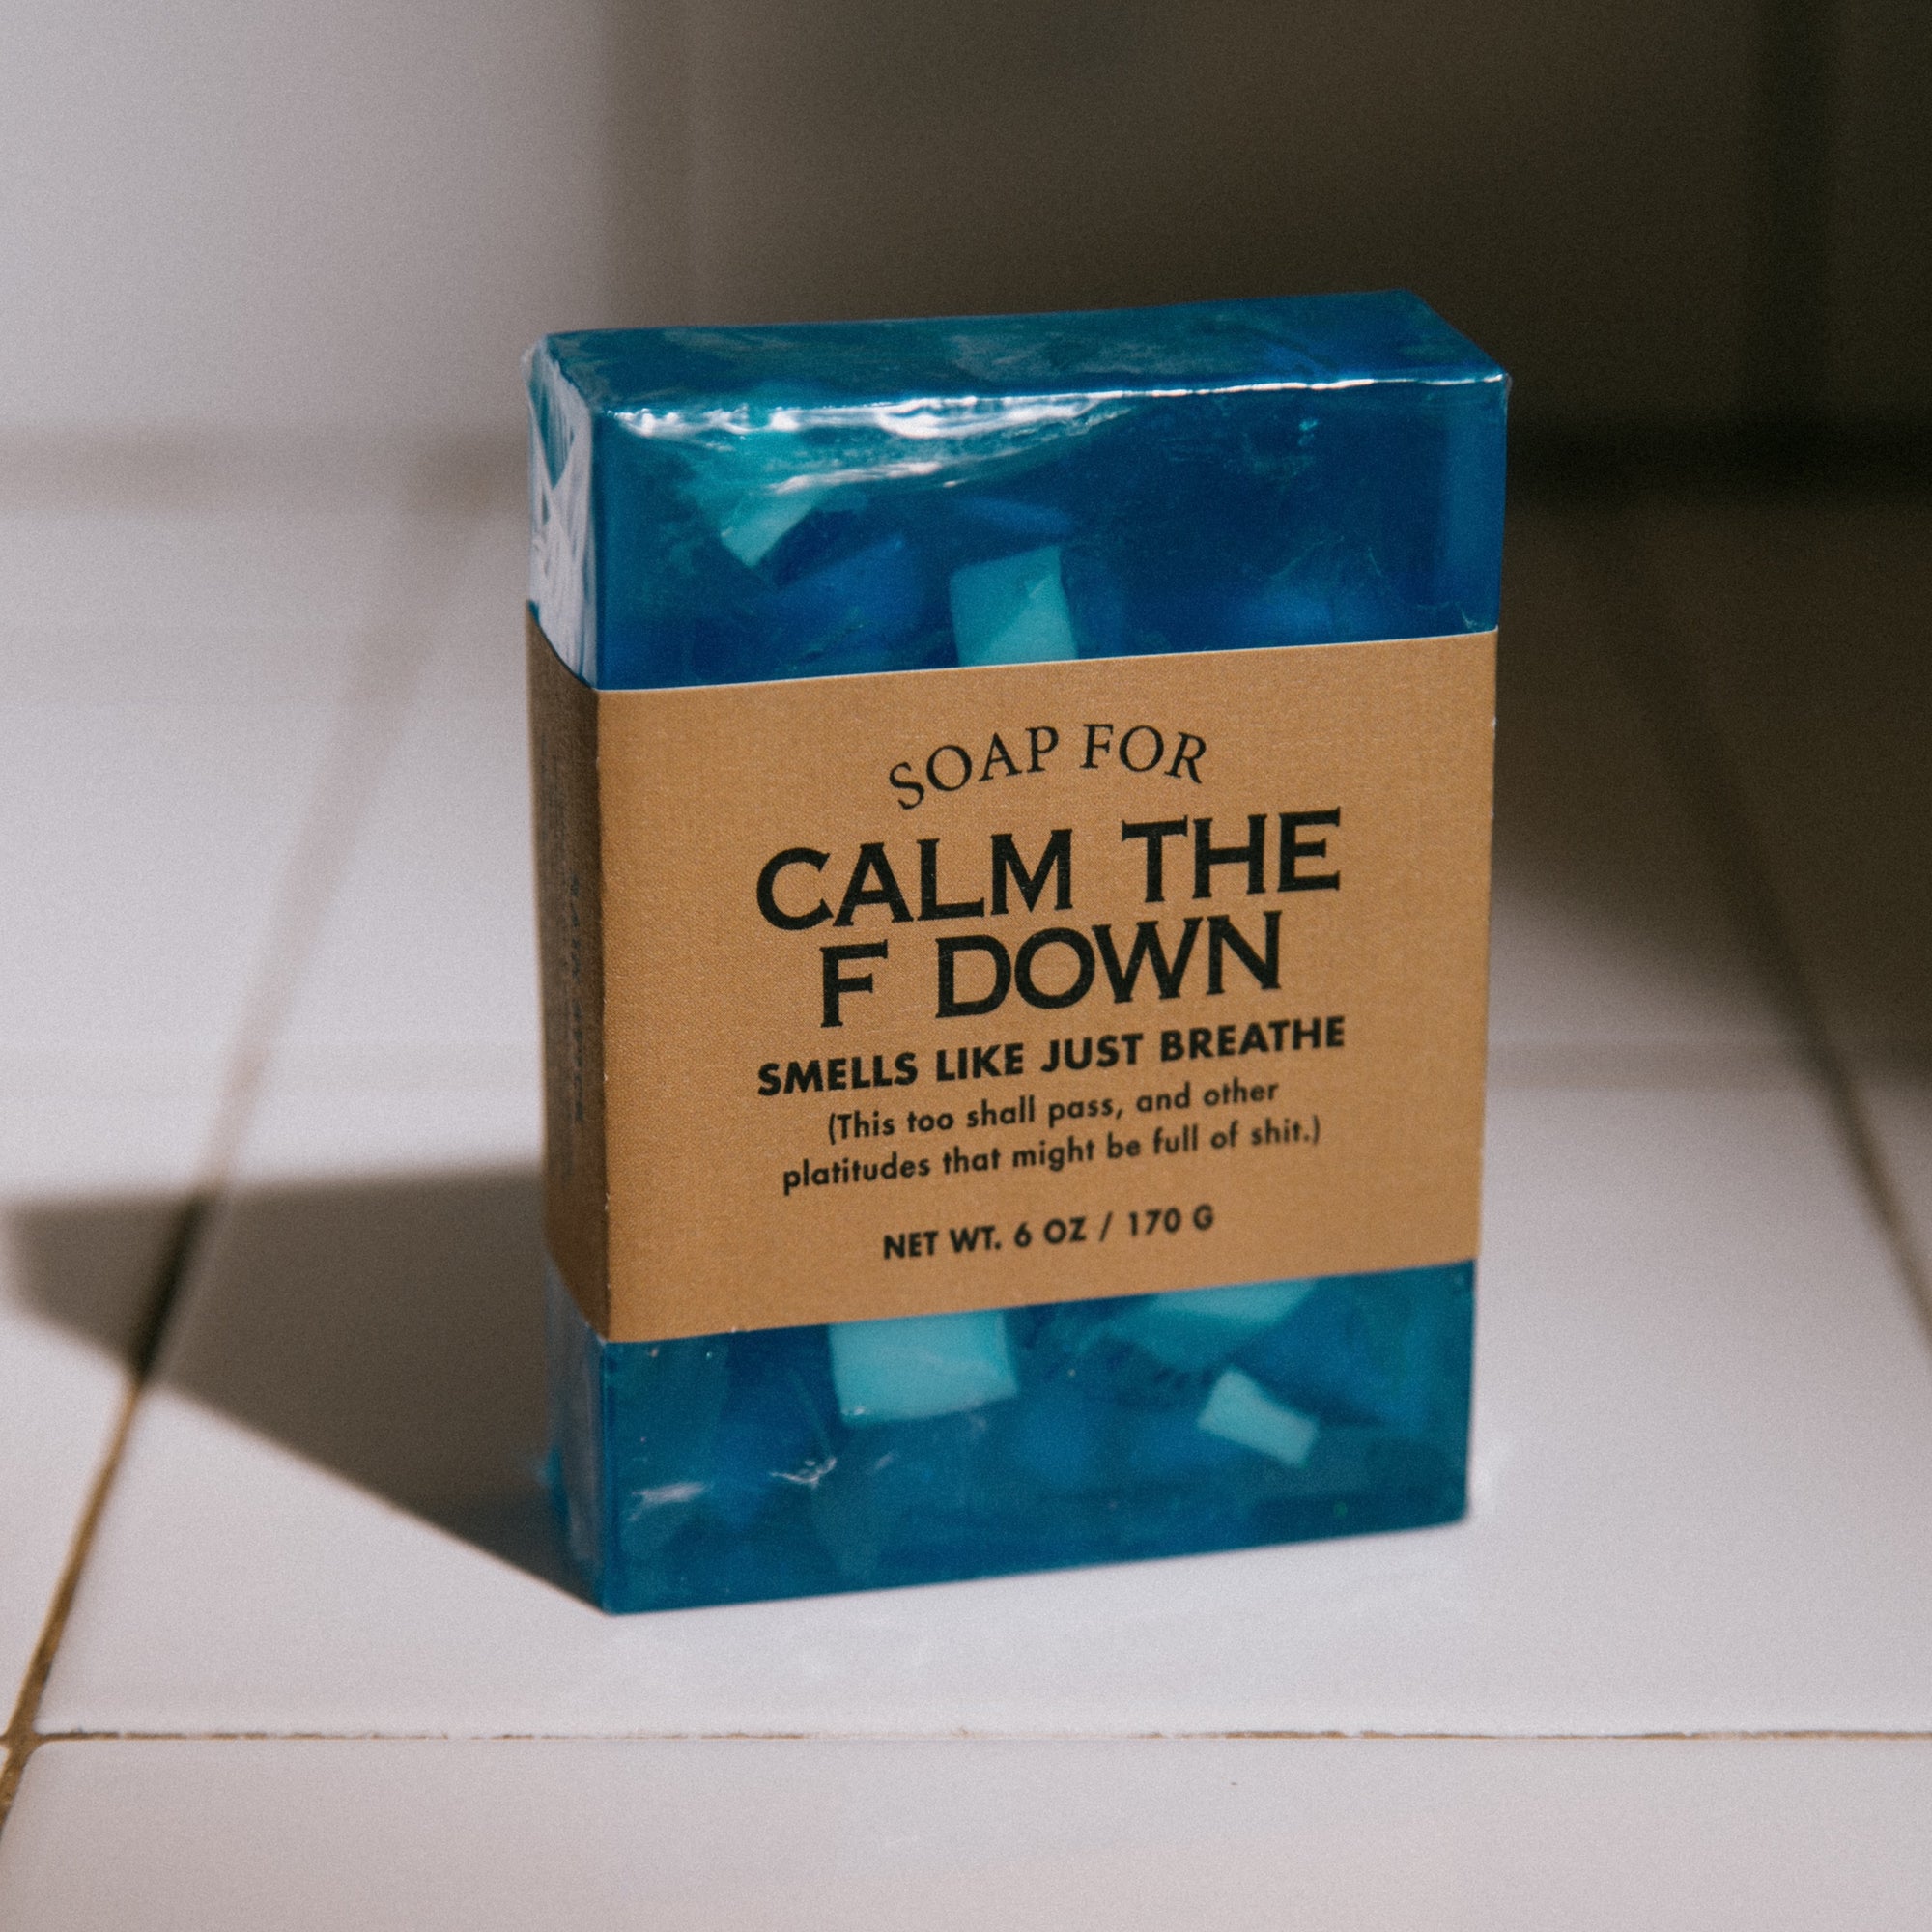 SOAP FOR
CALM THE
F DOWN
SMELLS LIKE JUST BREATHE
(This too shall pass, and other
platitudes that might be full of shit.)
NET WT. 6 OZ / 170 G